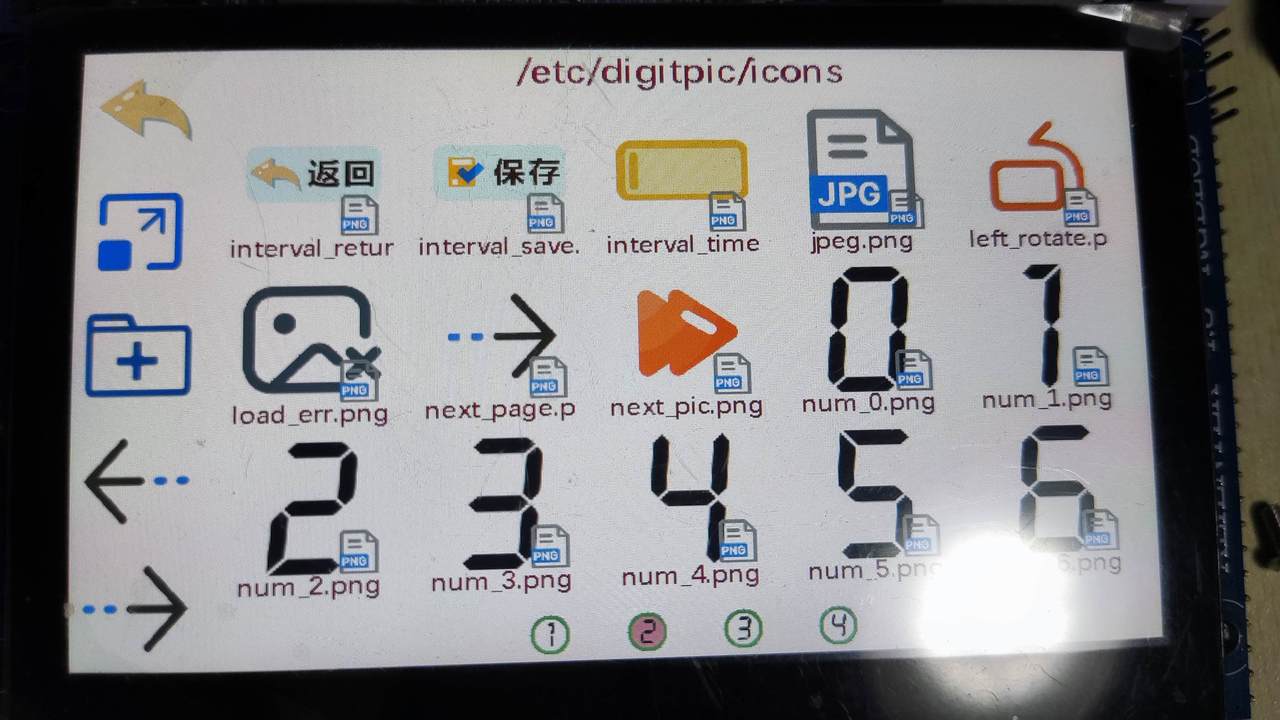 /etc/digitpic/icons
返回
保存
JPG
PNG
PNG
PNG
PNG
PNG
interval_retur
interval_save.
interval_time
jpeg.png
left_rotate.p
0
1
PNG
PNG
PNG
PNG
PNG
load_err.png
next_page.p
next_pic.png
num_0.png
num_1.png
2
3
4
5
6
PNG
PNG
PNG
PNG
PNG
num_2.png
num_3.png
num_4.png
num_5.png
6.png
1
2
3
4